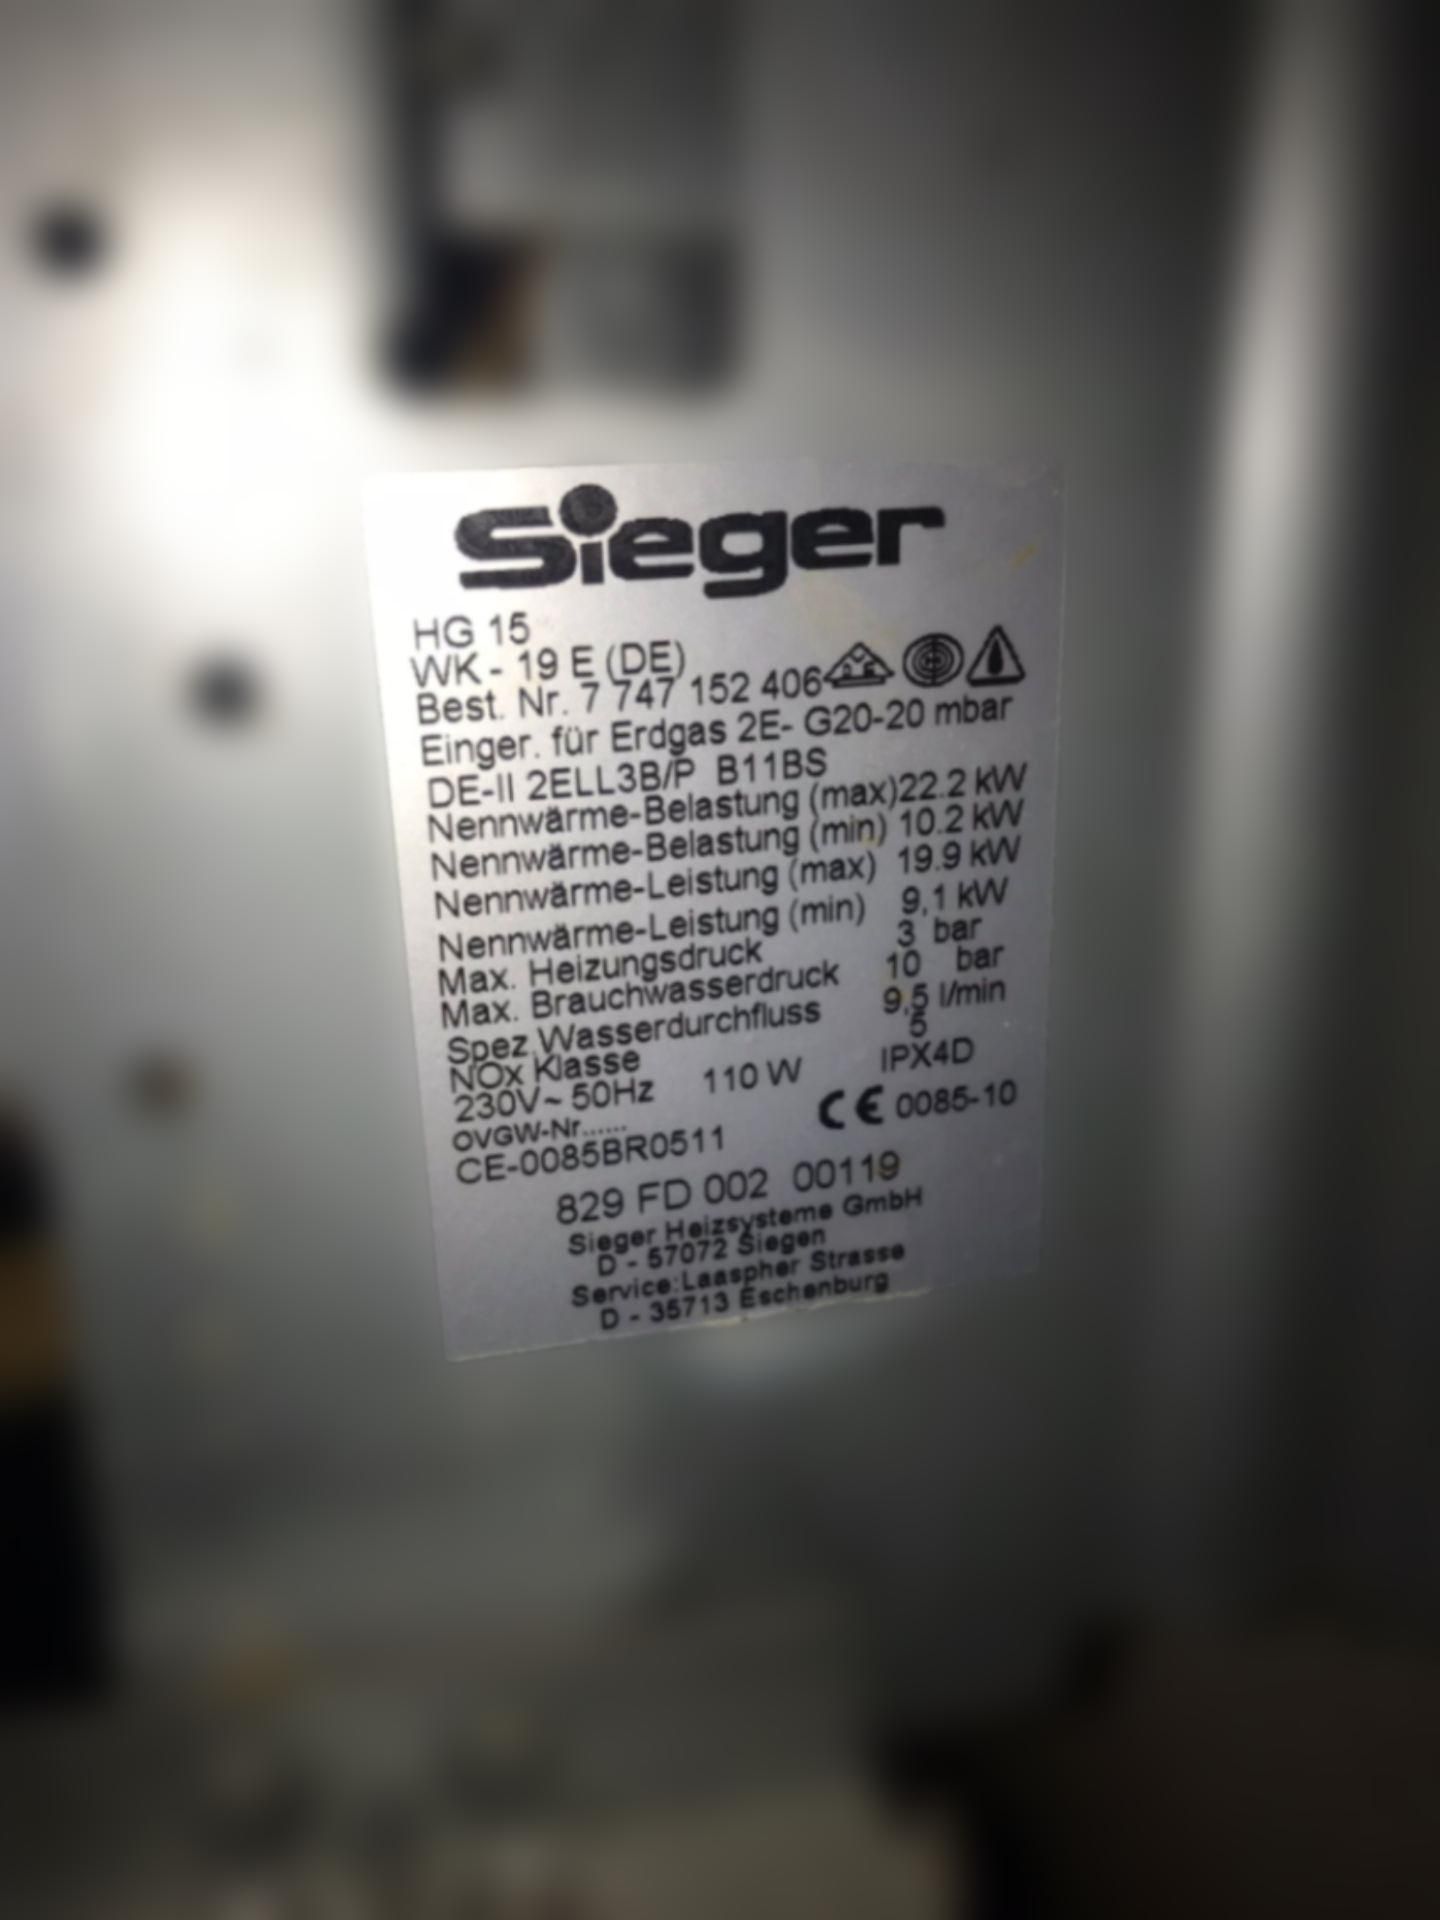 Sieger
HG 15
WK - 19 E (DE)
Best. Nr. 7 747 152 406
Einger. für Erdgas 2E- G20-20 mbar
DE-II 2ELL3B/P B11BS
Nennwärme-Belastung (max)22.2 kW
Nennwärme-Belastung (min) 10.2 kW
Nennwärme-Leistung (max) 19.9 kW
Nennwärme-Leistung (min) 9,1 kW
Max. Heizungsdruck 3 bar
Max. Brauchwasserdruck 10 bar
Spez Wasserdurchfluss 9,5 l/min
NOx Klasse 5
230V~ 50Hz 110 W IPX4D
OVGW-Nr......
CE 0085-10
CE-0085BR0511
829 FD 002 00119
Sieger Heizsysteme GmbH
D - 57072 Siegen
Service:Laaspher Strasse
D - 35713 Eschenburg